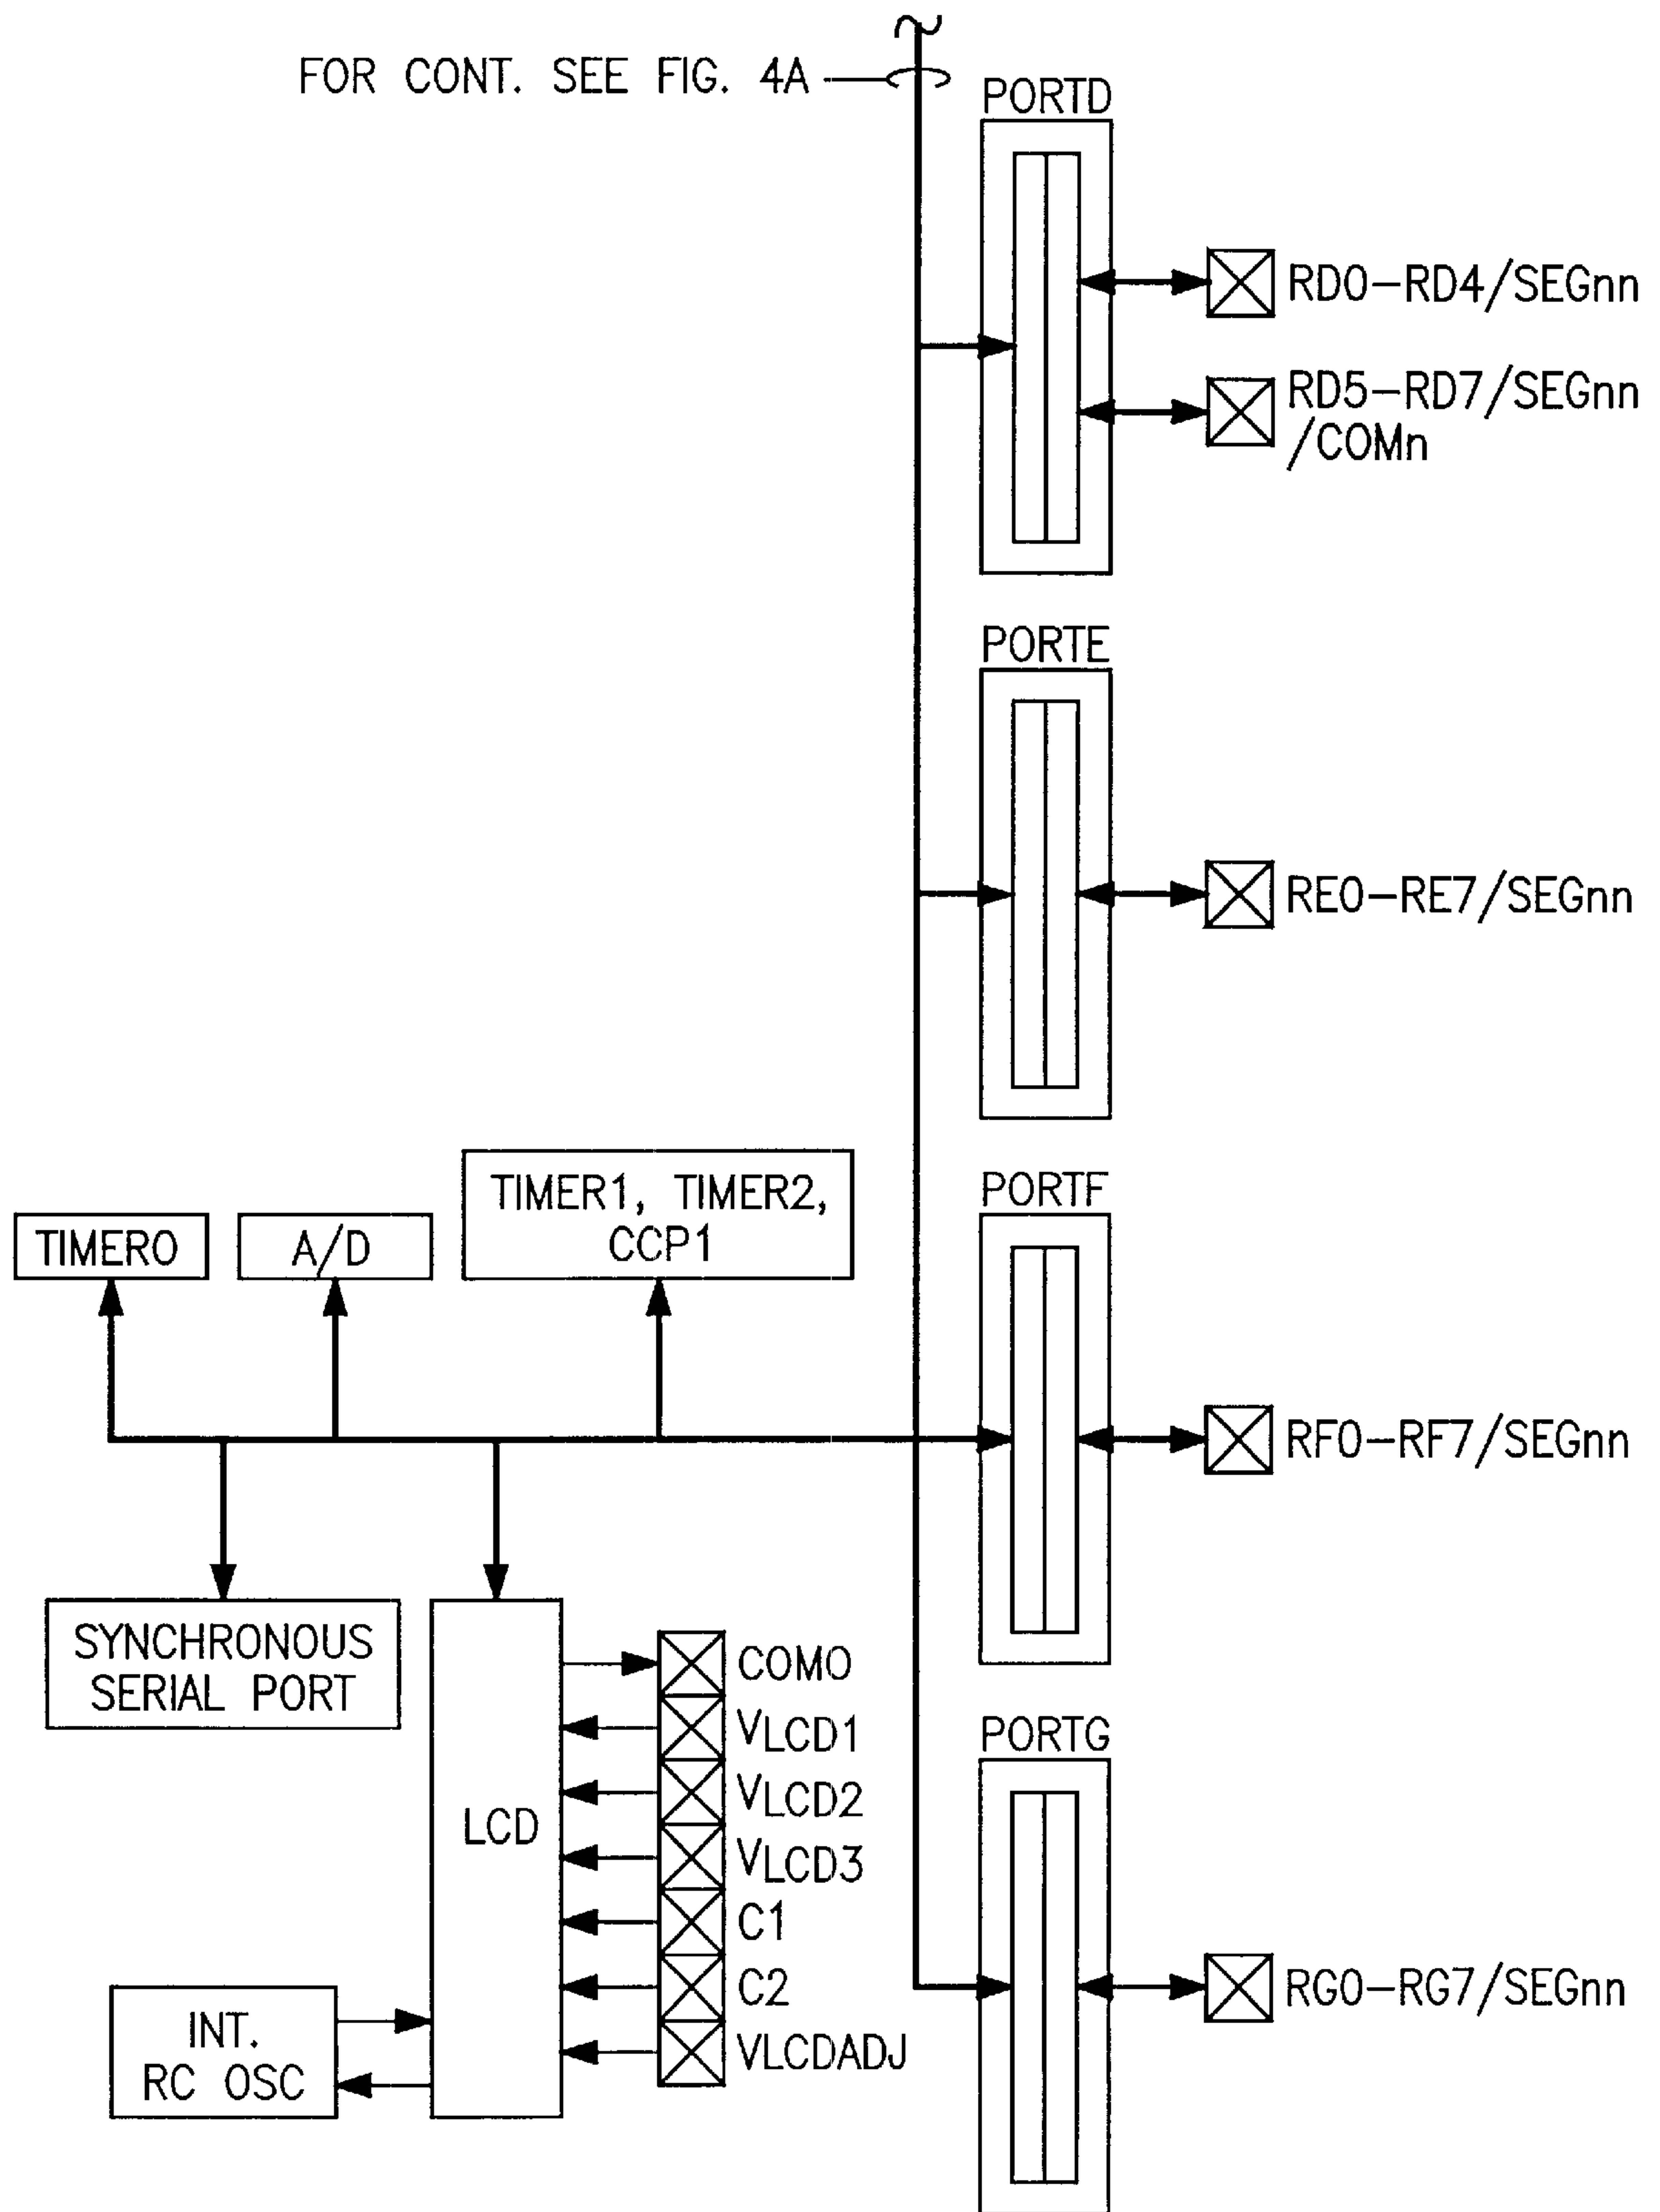 FOR CONT. SEE FIG. 4A
PORTD
RD0-RD4/SEGnn
RD5-RD7/SEGnn
/COMn
PORTE
RE0-RE7/SEGnn
TIMER0
A/D
TIMER1, TIMER2,
CCP1
PORTF
RF0-RF7/SEGnn
SYNCHRONOUS
SERIAL PORT
LCD
COM0
VLCD1
VLCD2
VLCD3
C1
C2
VLCDADJ
INT.
RC OSC
PORTG
RG0-RG7/SEGnn